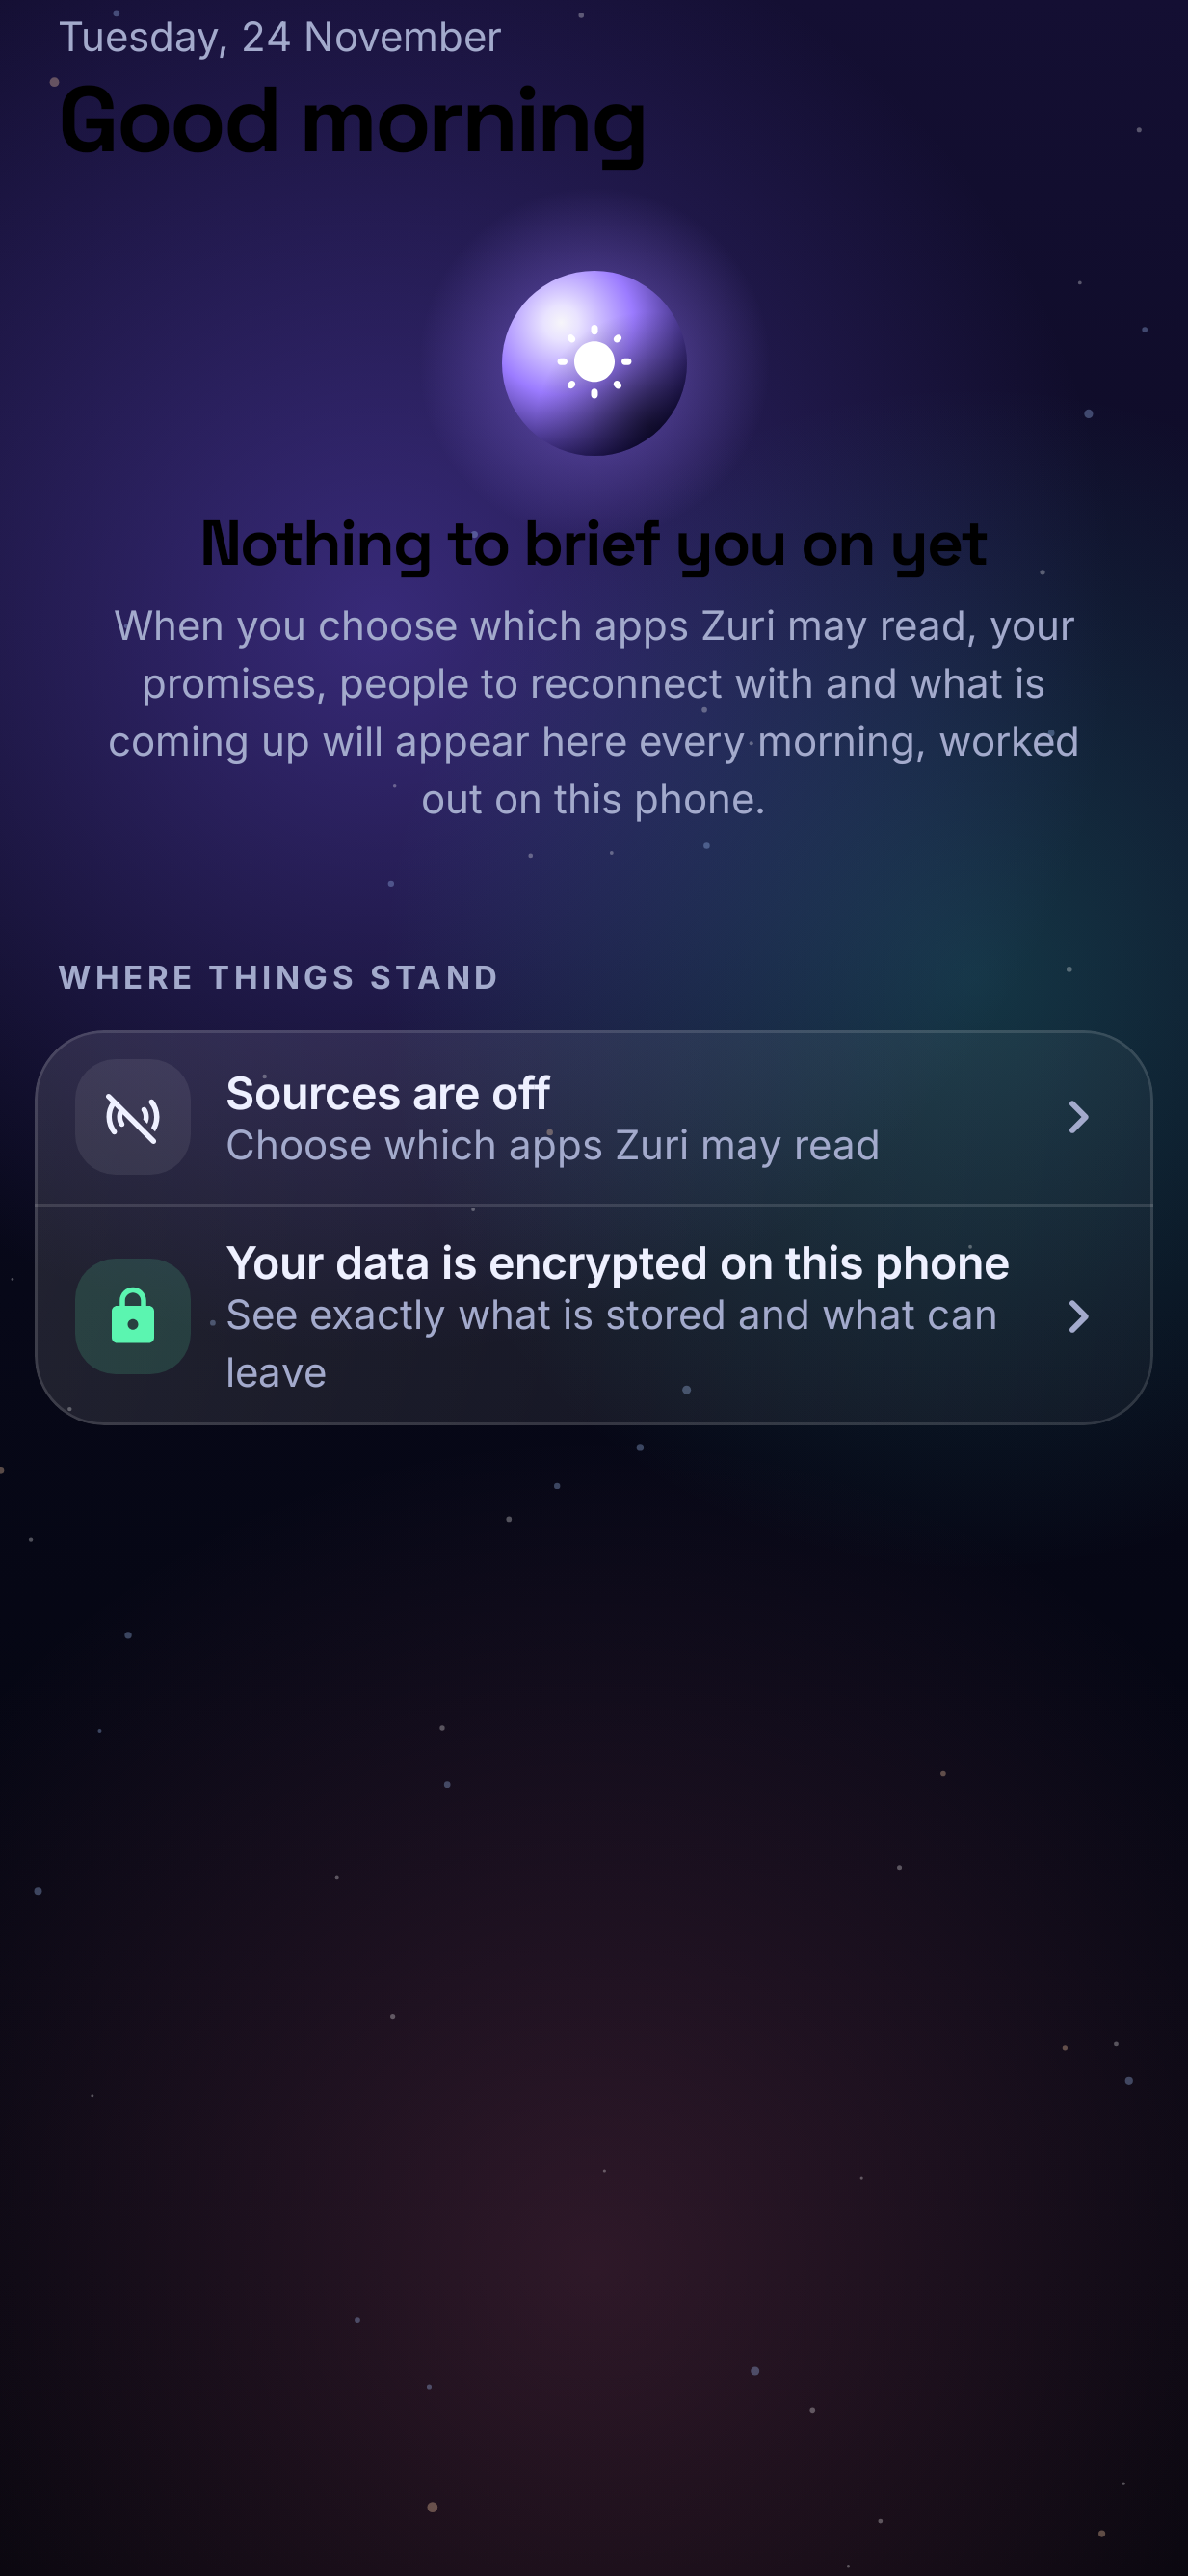 Tuesday, 24 November
Good morning
Nothing to brief you on yet
When you choose which apps Zuri may read, your
promises, people to reconnect with and what is
coming up will appear here every morning, worked
out on this phone.
WHERE THINGS STAND
Sources are off
Choose which apps Zuri may read
Your data is encrypted on this phone
See exactly what is stored and what can
leave